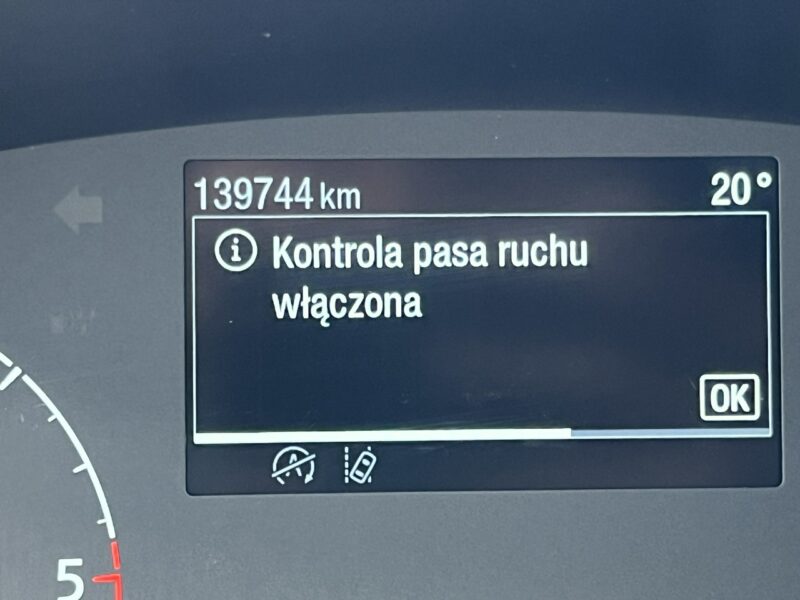 139744 km 20°
Kontrola pasa ruchu
włączona
OK
5